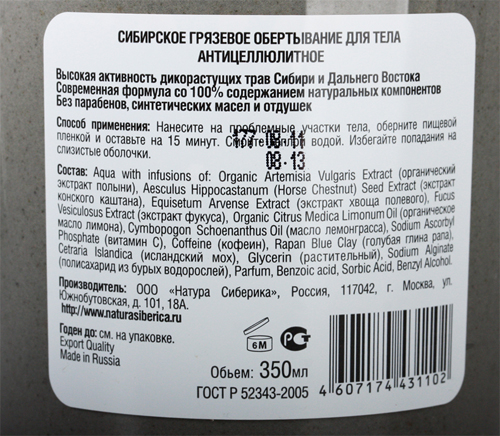 СИБИРСКОЕ ГРЯЗЕВОЕ ОБЕРТЫВАНИЕ ДЛЯ ТЕЛА
АНТИЦЕЛЛЮЛИТНОЕ
Высокая активность дикорастущих трав Сибири и Дальнего Востока
Современная формула со 100% содержанием натуральных компонентов
Без парабенов, синтетических масел и отдушек
Способ применения: Нанесите на проблемные участки тела, оберните пищевой
пленкой и оставьте на 15 минут. Смойте теплой водой. Избегайте попадания на
слизистые оболочки.
177 08.11
08.13
Состав: Aqua with infusions of: Organic Artemisia Vulgaris Extract (органический
экстракт полыни), Aesculus Hippocastanum (Horse Chestnut) Seed Extract (экстракт
конского каштана), Equisetum Arvense Extract (экстракт хвоща полевого), Fucus
Vesiculosus Extract (экстракт фукуса), Organic Citrus Medica Limonum Oil (органическое
масло лимона), Cymbopogon Schoenanthus Oil (масло лемонграсса), Sodium Ascorbyl
Phosphate (витамин С), Coffeine (кофеин), Rapan Blue Clay (голубая глина рапа),
Cetraria Islandica (исландский мох), Glycerin (растительный), Sodium Alginate
(полисахарид из бурых водорослей), Parfum, Benzoic acid, Sorbic Acid, Benzyl Alcohol.
Производитель: ООО «Натура Сиберика», Россия, 117042, г. Москва, ул.
Южнобутовская, д. 101, 18А.
http://www.naturasiberica.ru
Годен до: см. на упаковке.
Export Quality
Made in Russia
6M
РСТ
Обьем: 350мл
ГОСТ Р 52343-2005
4607174431102